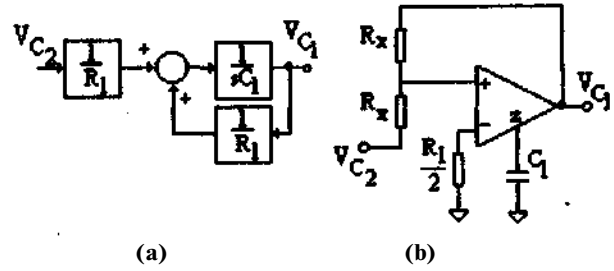 V_C2
1/R_1
+
+
1/sC_1
V_C1
1/R_1
(a)
R_x
R_x
V_C2
R_1/2
+
−
z
C_1
V_C1
(b)